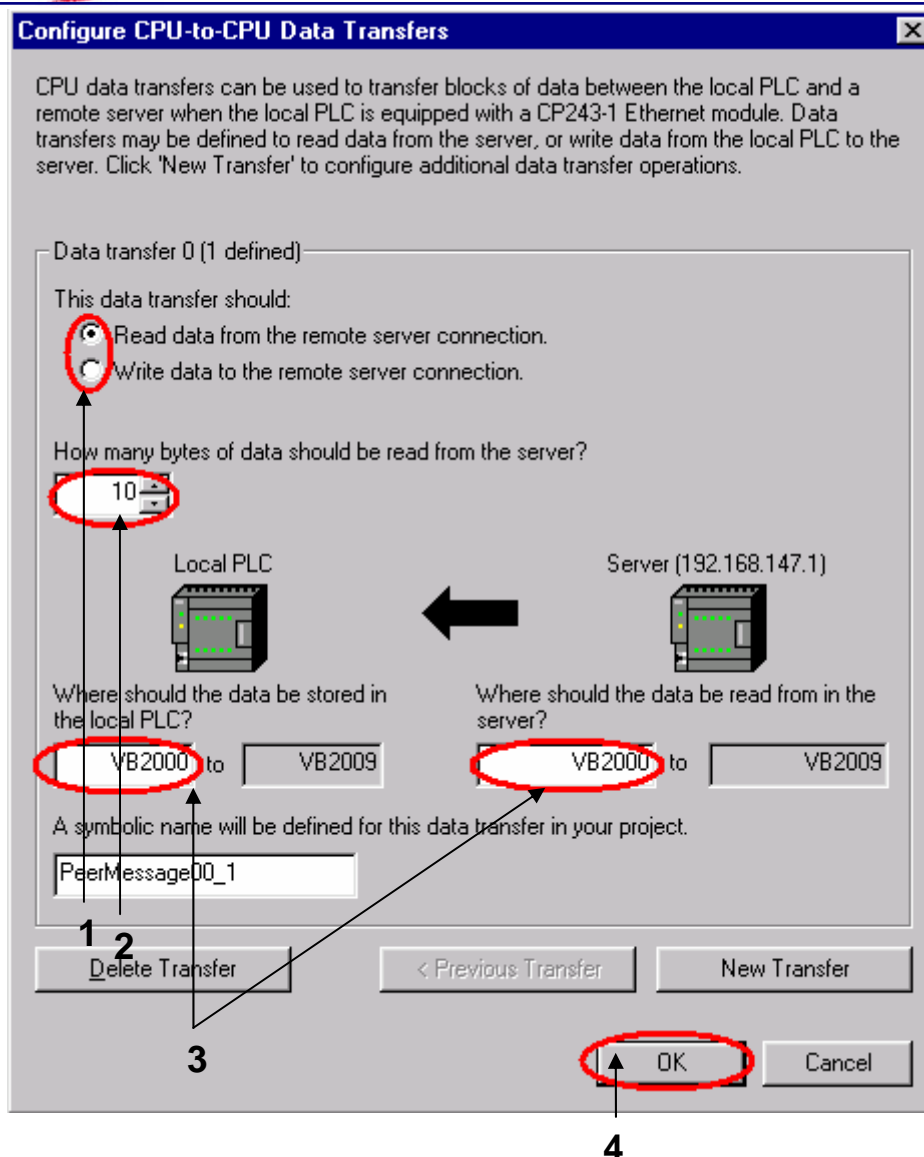 Configure CPU-to-CPU Data Transfers
CPU data transfers can be used to transfer blocks of data between the local PLC and a
remote server when the local PLC is equipped with a CP243-1 Ethernet module. Data
transfers may be defined to read data from the server, or write data from the local PLC to the
server. Click 'New Transfer' to configure additional data transfer operations.
Data transfer 0 (1 defined)
This data transfer should:
Read data from the remote server connection.
Write data to the remote server connection.
How many bytes of data should be read from the server?
10
Local PLC
Server (192.168.147.1)
Where should the data be stored in
the local PLC?
Where should the data be read from in the
server?
VB2000 to VB2009
VB2000 to VB2009
A symbolic name will be defined for this data transfer in your project.
PeerMessage00_1
1
2
Delete Transfer
< Previous Transfer
New Transfer
3
OK
Cancel
4